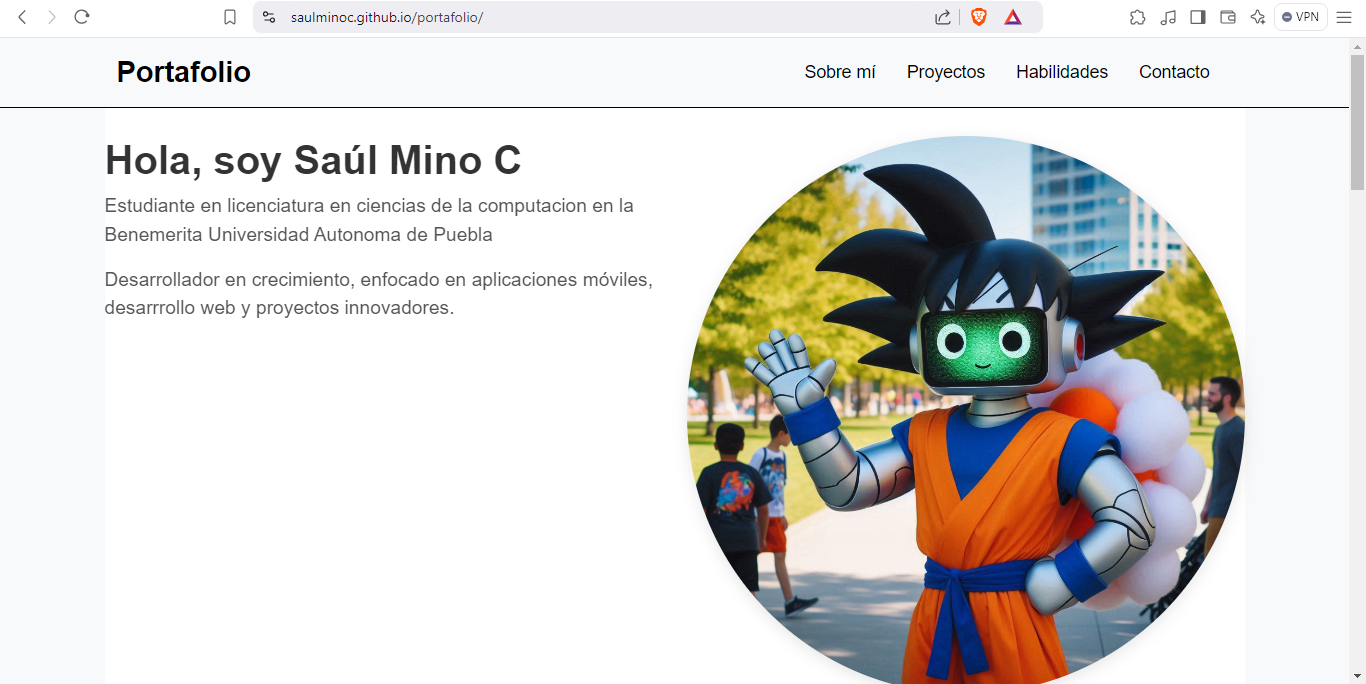 saulminoc.github.io/portafolio/
VPN
Portafolio
Sobre mí
Proyectos
Habilidades
Contacto
Hola, soy Saúl Mino C
Estudiante en licenciatura en ciencias de la computacion en la
Benemerita Universidad Autonoma de Puebla
Desarrollador en crecimiento, enfocado en aplicaciones móviles,
desarrrollo web y proyectos innovadores.